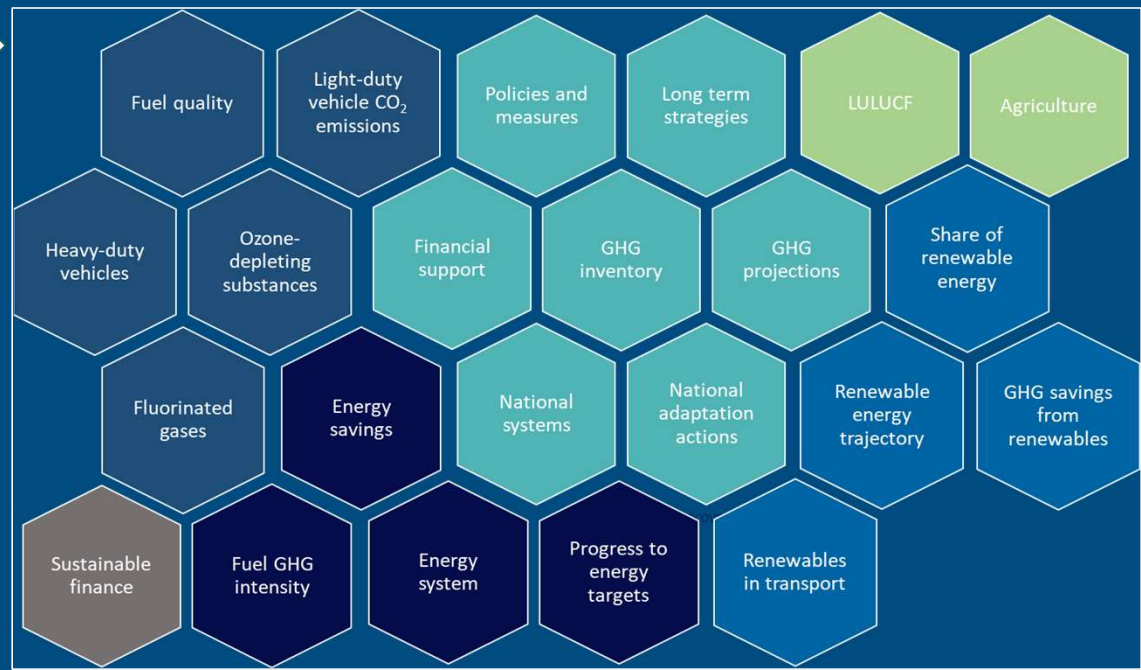 Fuel quality
Light-duty
vehicle CO₂
emissions
Policies and
measures
Long term
strategies
LULUCF
Agriculture
Heavy-duty
vehicles
Ozone-
depleting
substances
Financial
support
GHG
inventory
GHG
projections
Share of
renewable
energy
Fluorinated
gases
Energy
savings
National
systems
National
adaptation
actions
Renewable
energy
trajectory
GHG savings
from
renewables
Sustainable
finance
Fuel GHG
intensity
Energy
system
Progress to
energy
targets
Renewables
in transport